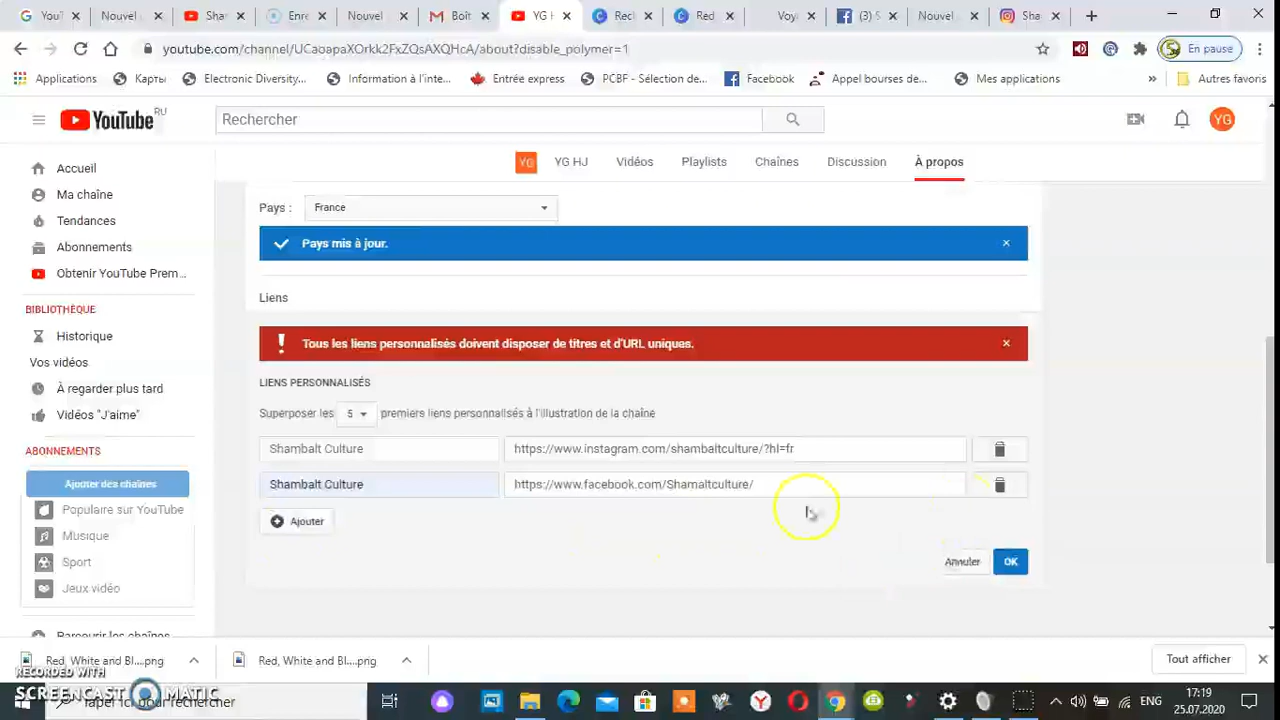 YouT
Nouvel
Shar
Enre
Nouvel
Boît
YG H
Recl
Red
Voy
(3) S
Nouvel
Sha
youtube.com/channel/UCaoapaXOrkk2FxZQsAXQHcA/about?disable_polymer=1
En pause
Applications
Карты
Electronic Diversity...
Information à l'inte...
Entrée express
PCBF - Sélection de...
Facebook
Appel bourses de...
Mes applications
»
Autres favoris
YouTube RU
Rechercher
YG
YG
YG HJ
Vidéos
Playlists
Chaînes
Discussion
À propos
Accueil
Ma chaîne
Tendances
Abonnements
Obtenir YouTube Prem...
BIBLIOTHÈQUE
Historique
Vos vidéos
À regarder plus tard
Vidéos "J'aime"
ABONNEMENTS
Ajouter des chaînes
Populaire sur YouTube
Musique
Sport
Jeux vidéo
Parcourir les chaînes
Pays :
France
Pays mis à jour.
Liens
Tous les liens personnalisés doivent disposer de titres et d'URL uniques.
LIENS PERSONNALISÉS
Superposer les 5 premiers liens personnalisés à l'illustration de la chaîne
Shambalt Culture
https://www.instagram.com/shambaltculture/?hl=fr
Shambalt Culture
https://www.facebook.com/Shamaltculture/
Ajouter
Annuler
OK
Red, White and Bl....png
Red, White and Bl....png
Tout afficher
RECORDED WITH
SCREENCAST MATIC
Taper ici pour rechercher
ENG
17:19
25.07.2020